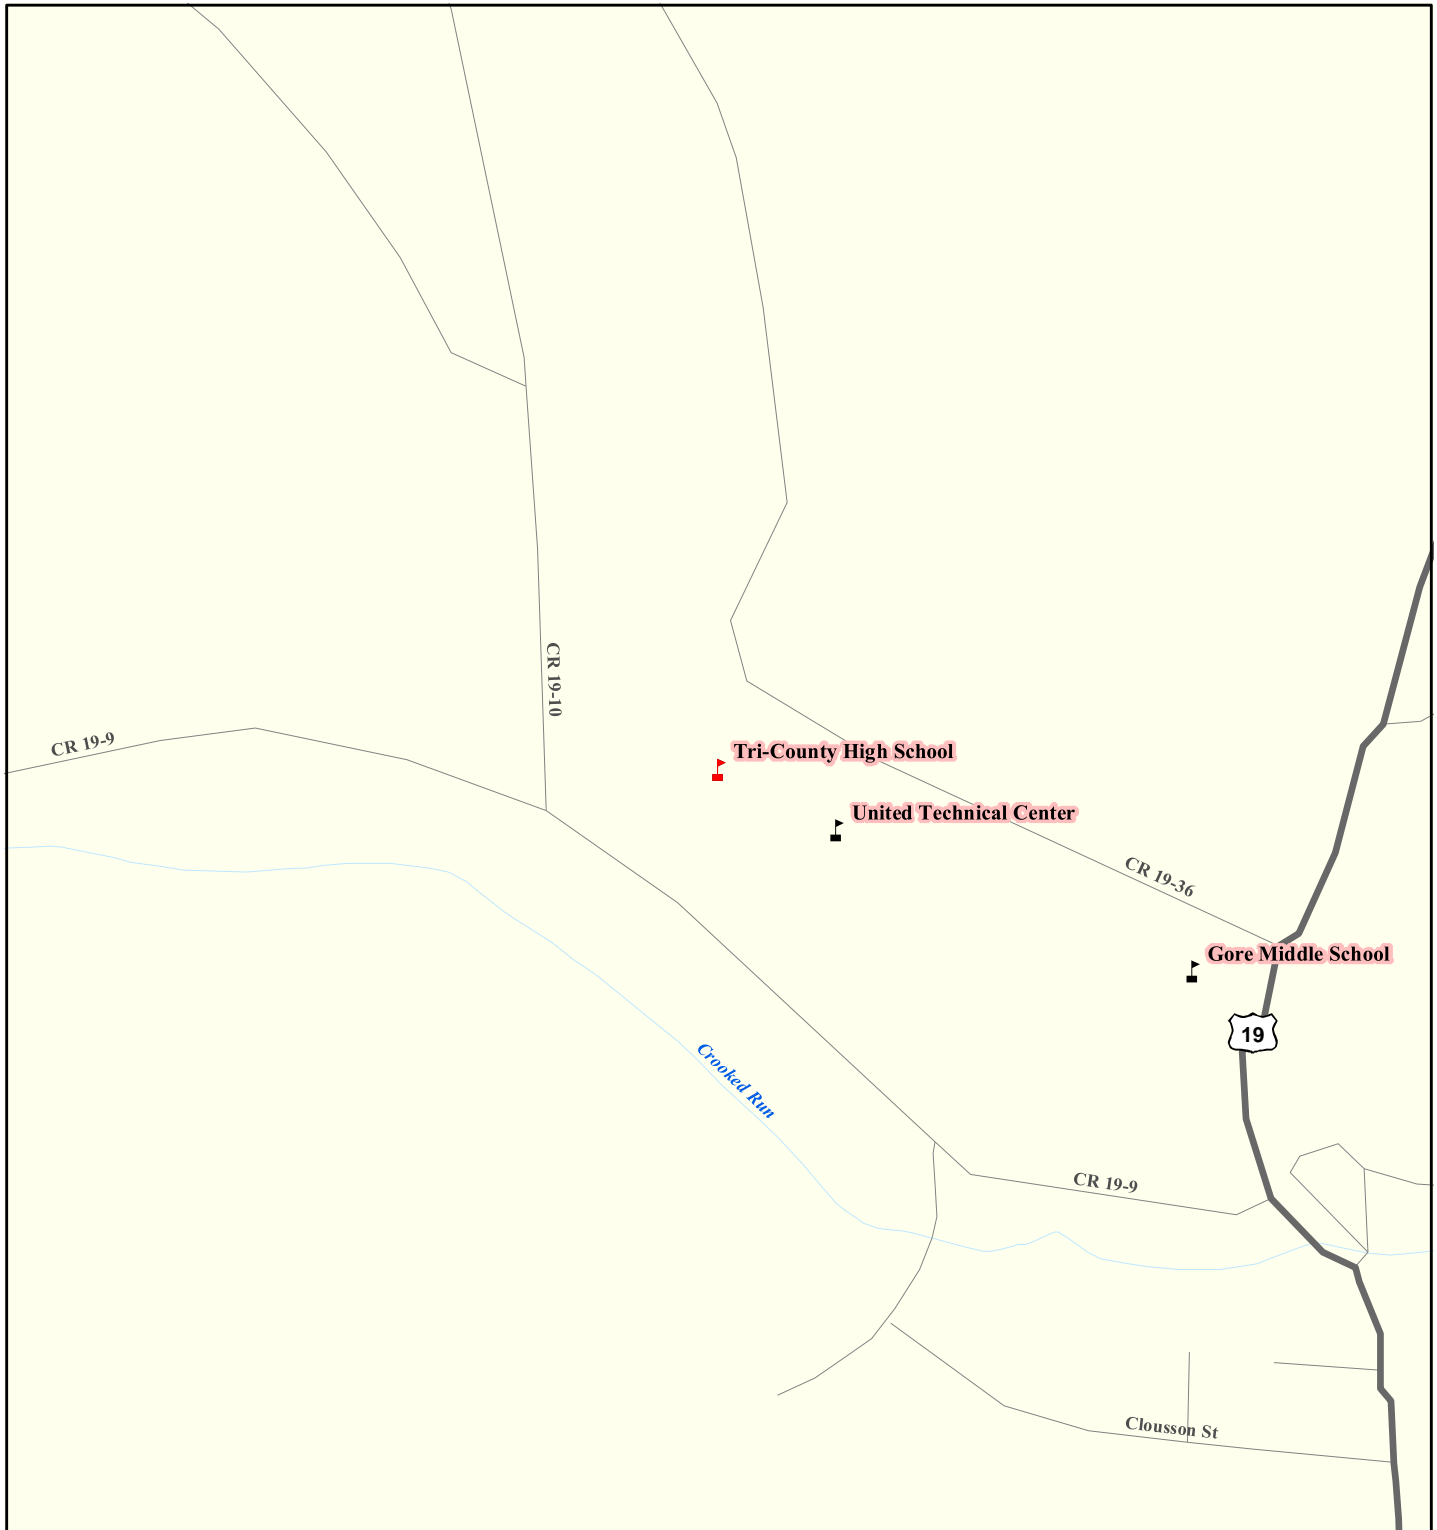 CR 19-10
CR 19-9
Tri-County High School
United Technical Center
CR 19-36
Gore Middle School
19
Crooked Run
CR 19-9
Clousson St